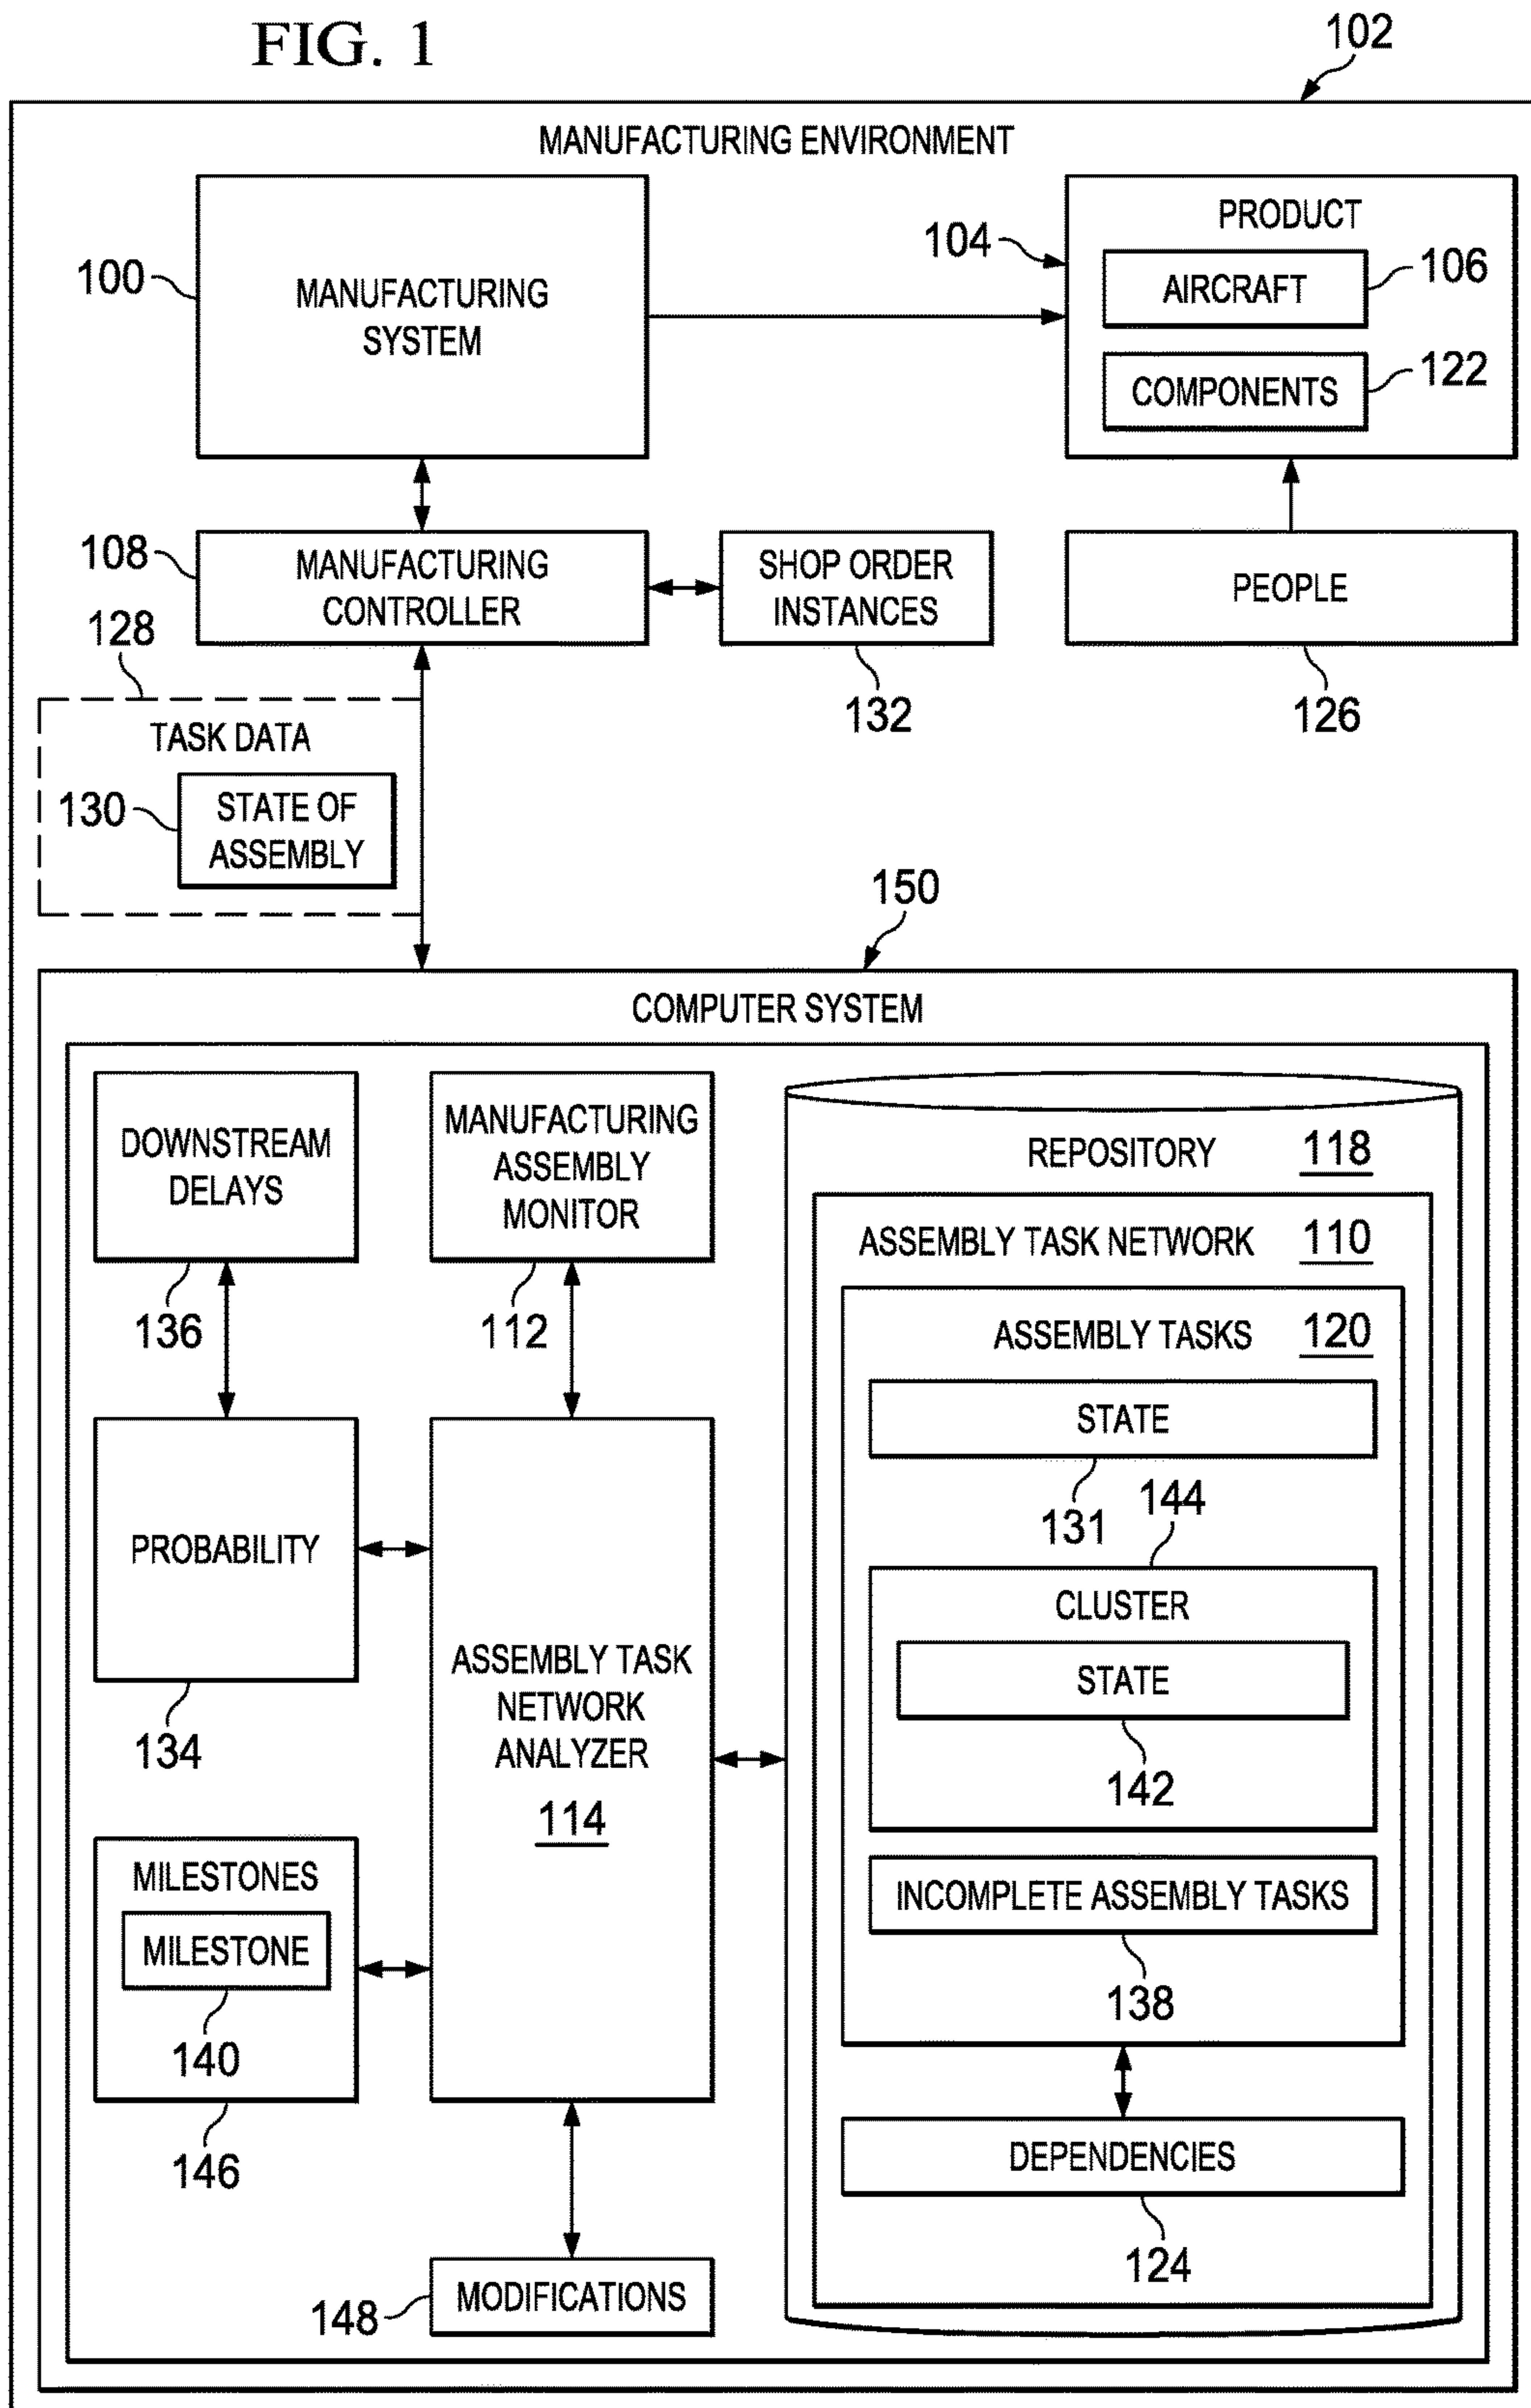 FIG. 1
102
MANUFACTURING ENVIRONMENT
100
MANUFACTURING
SYSTEM
104
PRODUCT
AIRCRAFT
106
COMPONENTS
122
108
MANUFACTURING
CONTROLLER
SHOP ORDER
INSTANCES
132
PEOPLE
126
128
TASK DATA
130
STATE OF
ASSEMBLY
150
COMPUTER SYSTEM
DOWNSTREAM
DELAYS
136
MANUFACTURING
ASSEMBLY
MONITOR
112
REPOSITORY 118
ASSEMBLY TASK NETWORK 110
ASSEMBLY TASKS 120
STATE
131
144
CLUSTER
STATE
142
INCOMPLETE ASSEMBLY TASKS
138
DEPENDENCIES
124
PROBABILITY
134
ASSEMBLY TASK
NETWORK
ANALYZER
114
MILESTONES
MILESTONE
140
146
148
MODIFICATIONS